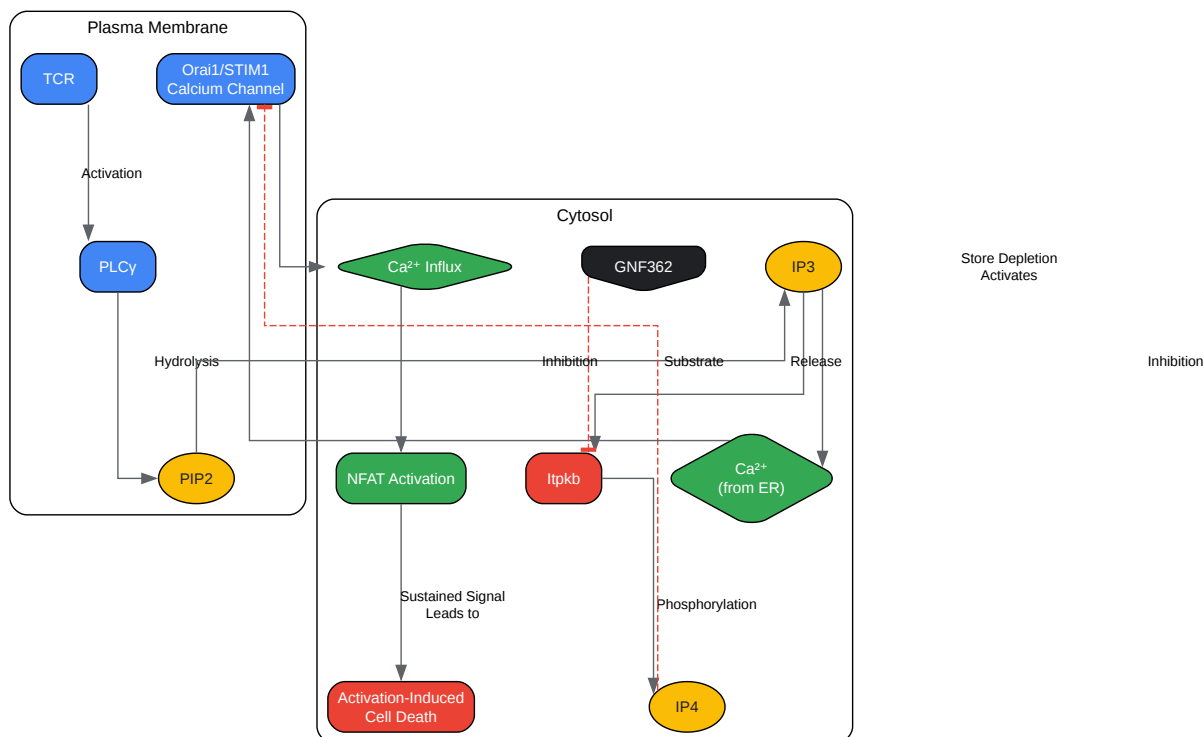 Plasma Membrane
TCR
Orai1/STIM1
Calcium Channel
Activation
Cytosol
PLCγ
Ca²⁺ Influx
GNF362
IP3
Store Depletion
Activates
Hydrolysis
Inhibition
Substrate
Release
Inhibition
PIP2
NFAT Activation
Itpkb
Ca²⁺
(from ER)
Sustained Signal
Leads to
Phosphorylation
Activation-Induced
Cell Death
IP4